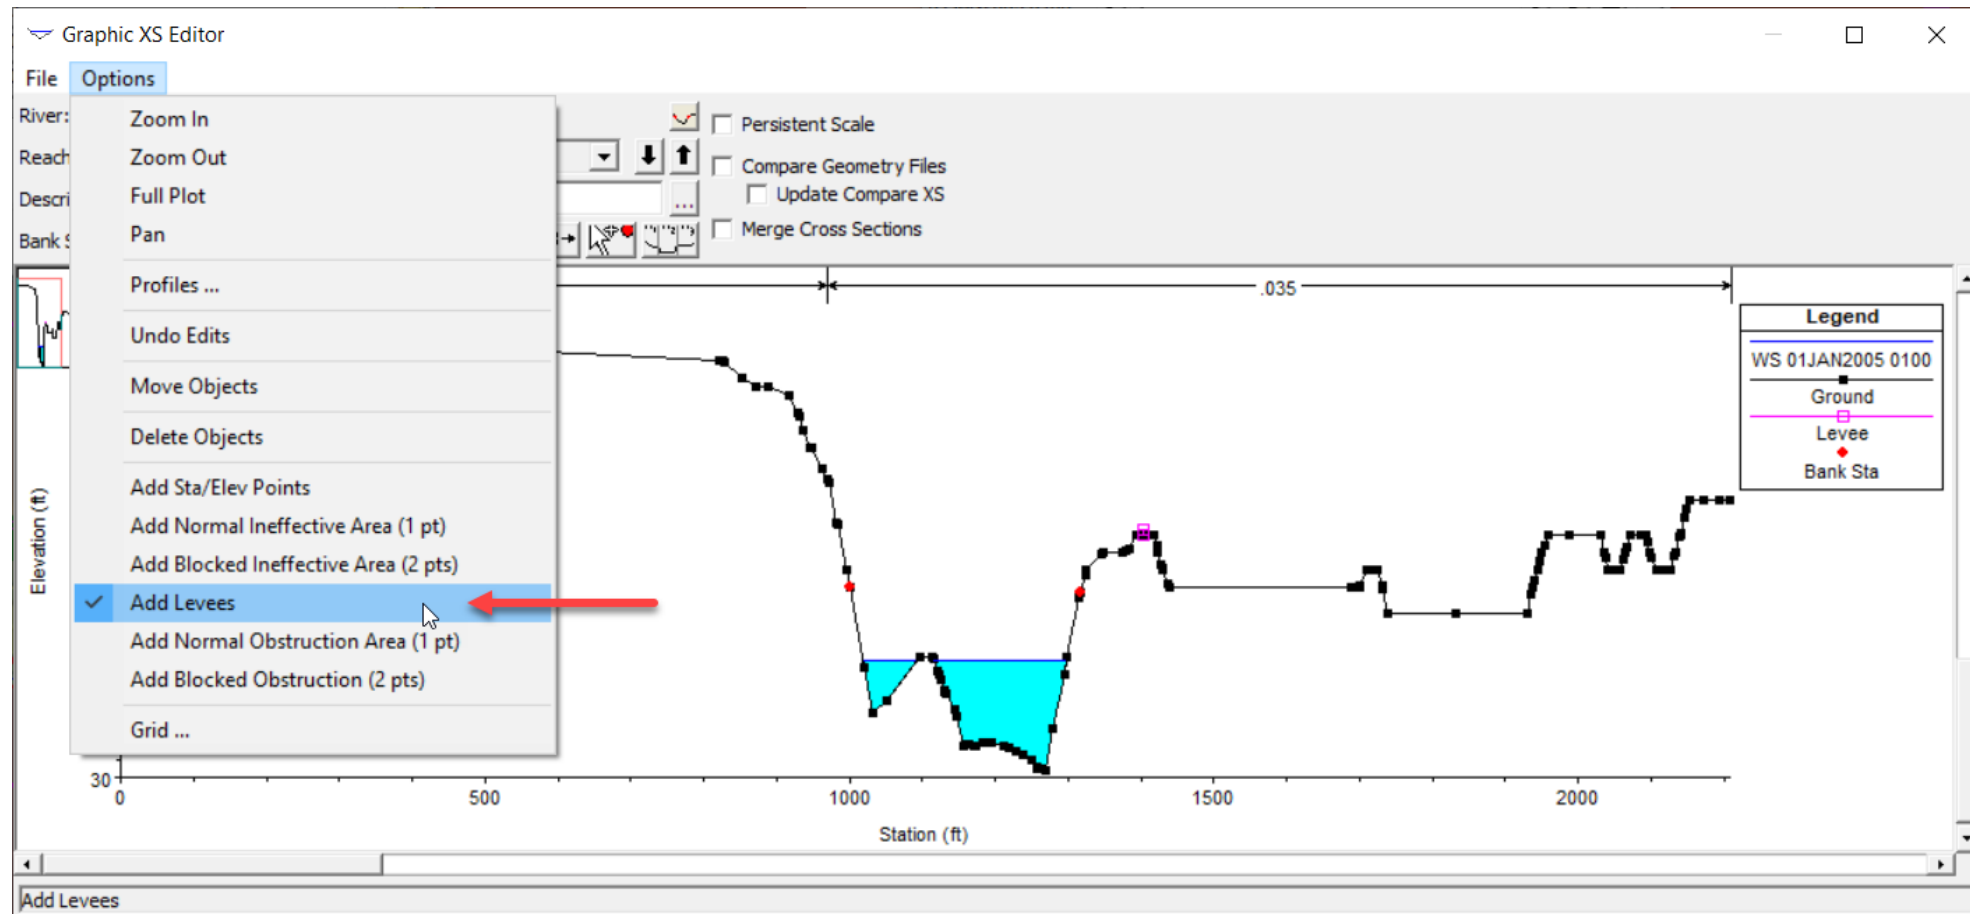 Graphic XS Editor
File Options
River:
Reach
Descri
Bank S
Zoom In
Zoom Out
Full Plot
Pan
Profiles ...
Undo Edits
Move Objects
Delete Objects
Add Sta/Elev Points
Add Normal Ineffective Area (1 pt)
Add Blocked Ineffective Area (2 pts)
Add Levees
Add Normal Obstruction Area (1 pt)
Add Blocked Obstruction (2 pts)
Grid ...
...
Persistent Scale
Compare Geometry Files
Update Compare XS
Merge Cross Sections
.035
Legend
WS 01JAN2005 0100
Ground
Levee
Bank Sta
Elevation (ft)
30
0 500 1000 1500 2000
Station (ft)
Add Levees